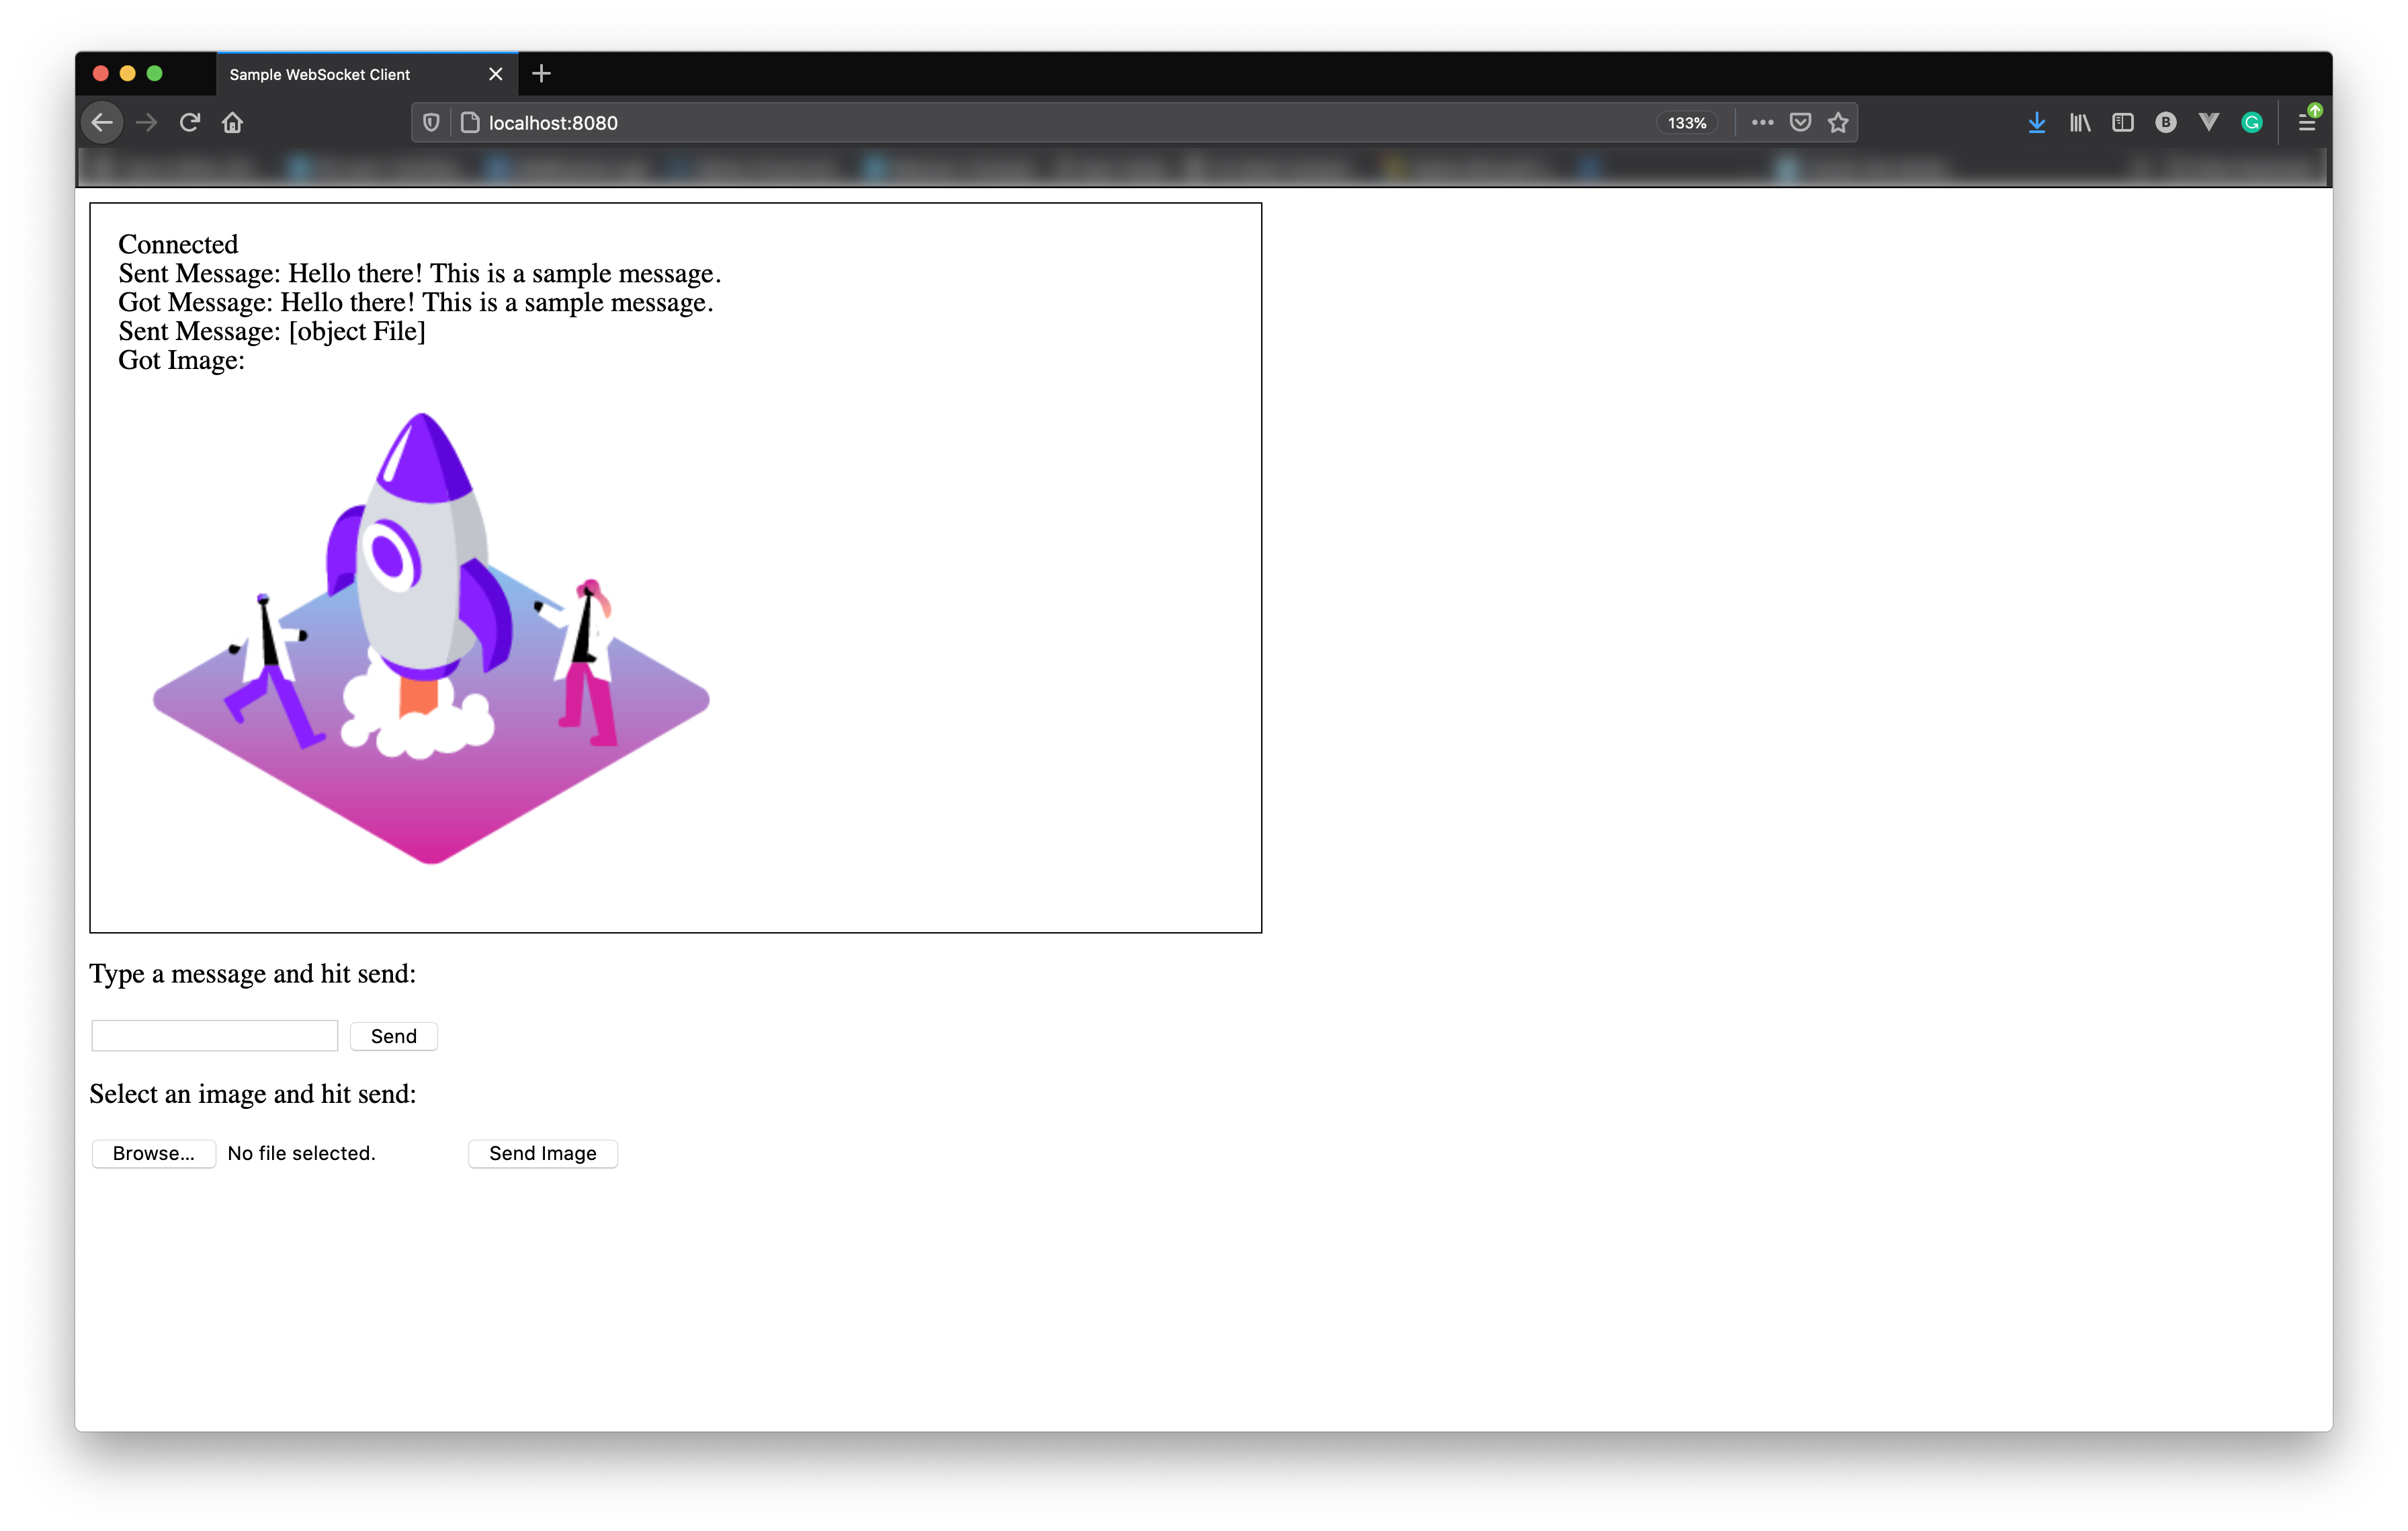 Sample WebSocket Client
localhost:8080
133%
Connected
Sent Message: Hello there! This is a sample message.
Got Message: Hello there! This is a sample message.
Sent Message: [object File]
Got Image:
Type a message and hit send:
Send
Select an image and hit send:
Browse... No file selected. Send Image